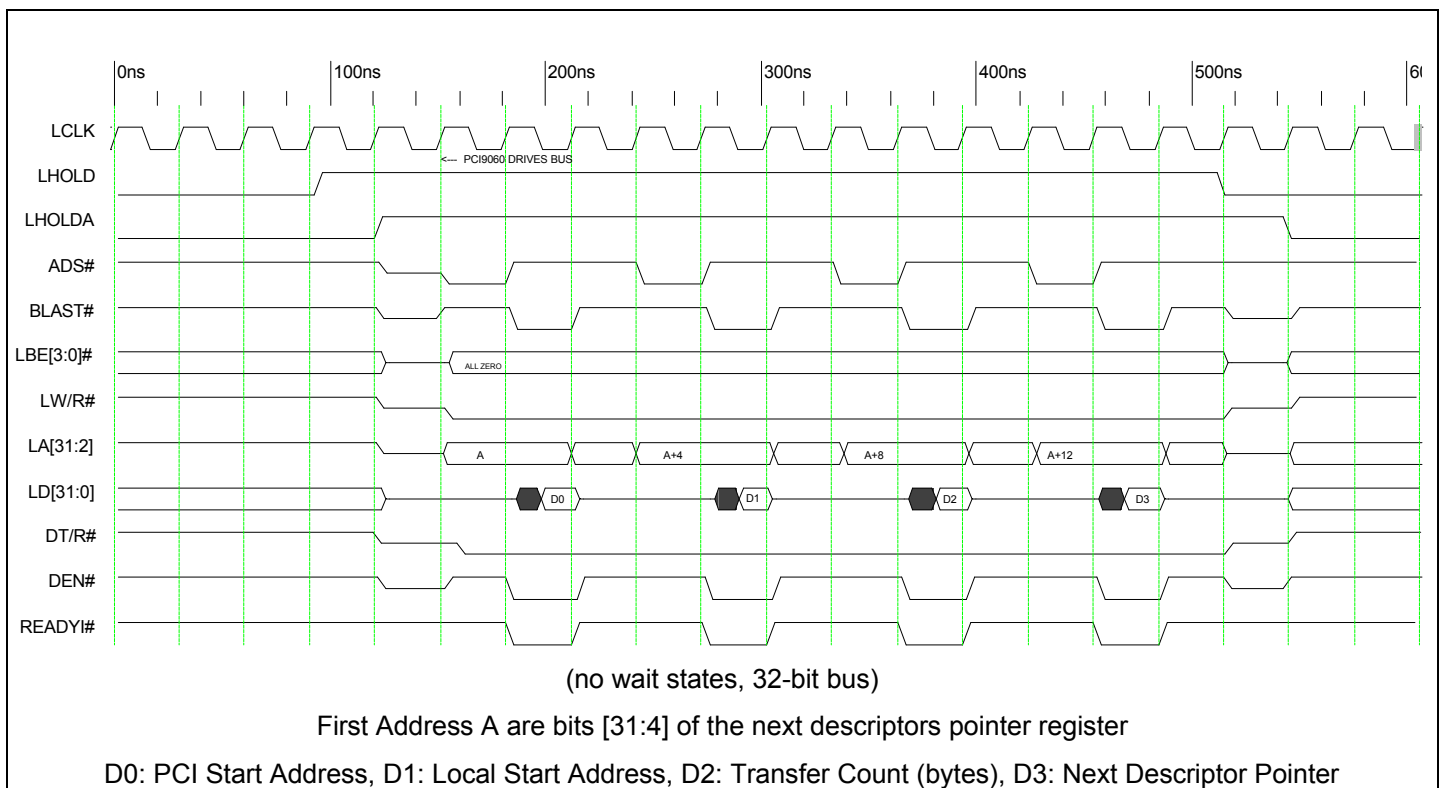 0ns 100ns 200ns 300ns 400ns 500ns
LCLK
<--- PCI9060 DRIVES BUS
LHOLD
LHOLDA
ADS#
BLAST#
LBE[3:0]#
ALL ZERO
LW/R#
LA[31:2]
A A+4 A+8 A+12
LD[31:0]
D0 D1 D2 D3
DT/R#
DEN#
READYI#
(no wait states, 32-bit bus)
First Address A are bits [31:4] of the next descriptors pointer register
D0: PCI Start Address, D1: Local Start Address, D2: Transfer Count (bytes), D3: Next Descriptor Pointer